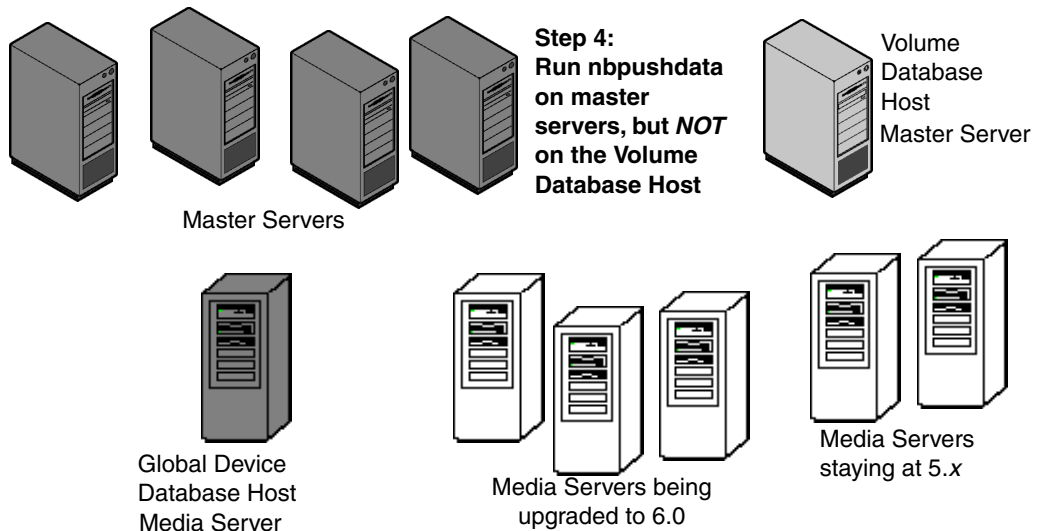 Step 4:
Run nbpushdata
on master
servers, but NOT
on the Volume
Database Host
Volume
Database
Host
Master Server
Master Servers
Global Device
Database Host
Media Server
Media Servers being
upgraded to 6.0
Media Servers
staying at 5.x